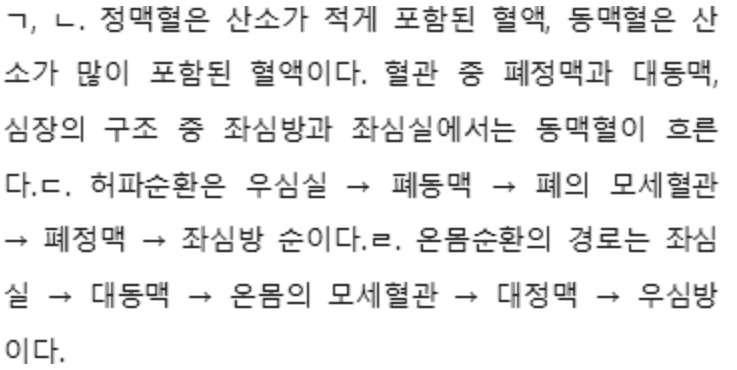 ㄱ, ㄴ. 정맥혈은 산소가 적게 포함된 혈액, 동맥혈은 산
소가 많이 포함된 혈액이다. 혈관 중 폐정맥과 대동맥,
심장의 구조 중 좌심방과 좌심실에서는 동맥혈이 흐른
다.ㄷ. 허파순환은 우심실 → 폐동맥 → 폐의 모세혈관
→ 폐정맥 → 좌심방 순이다.ㄹ. 온몸순환의 경로는 좌심
실 → 대동맥 → 온몸의 모세혈관 → 대정맥 → 우심방
이다.